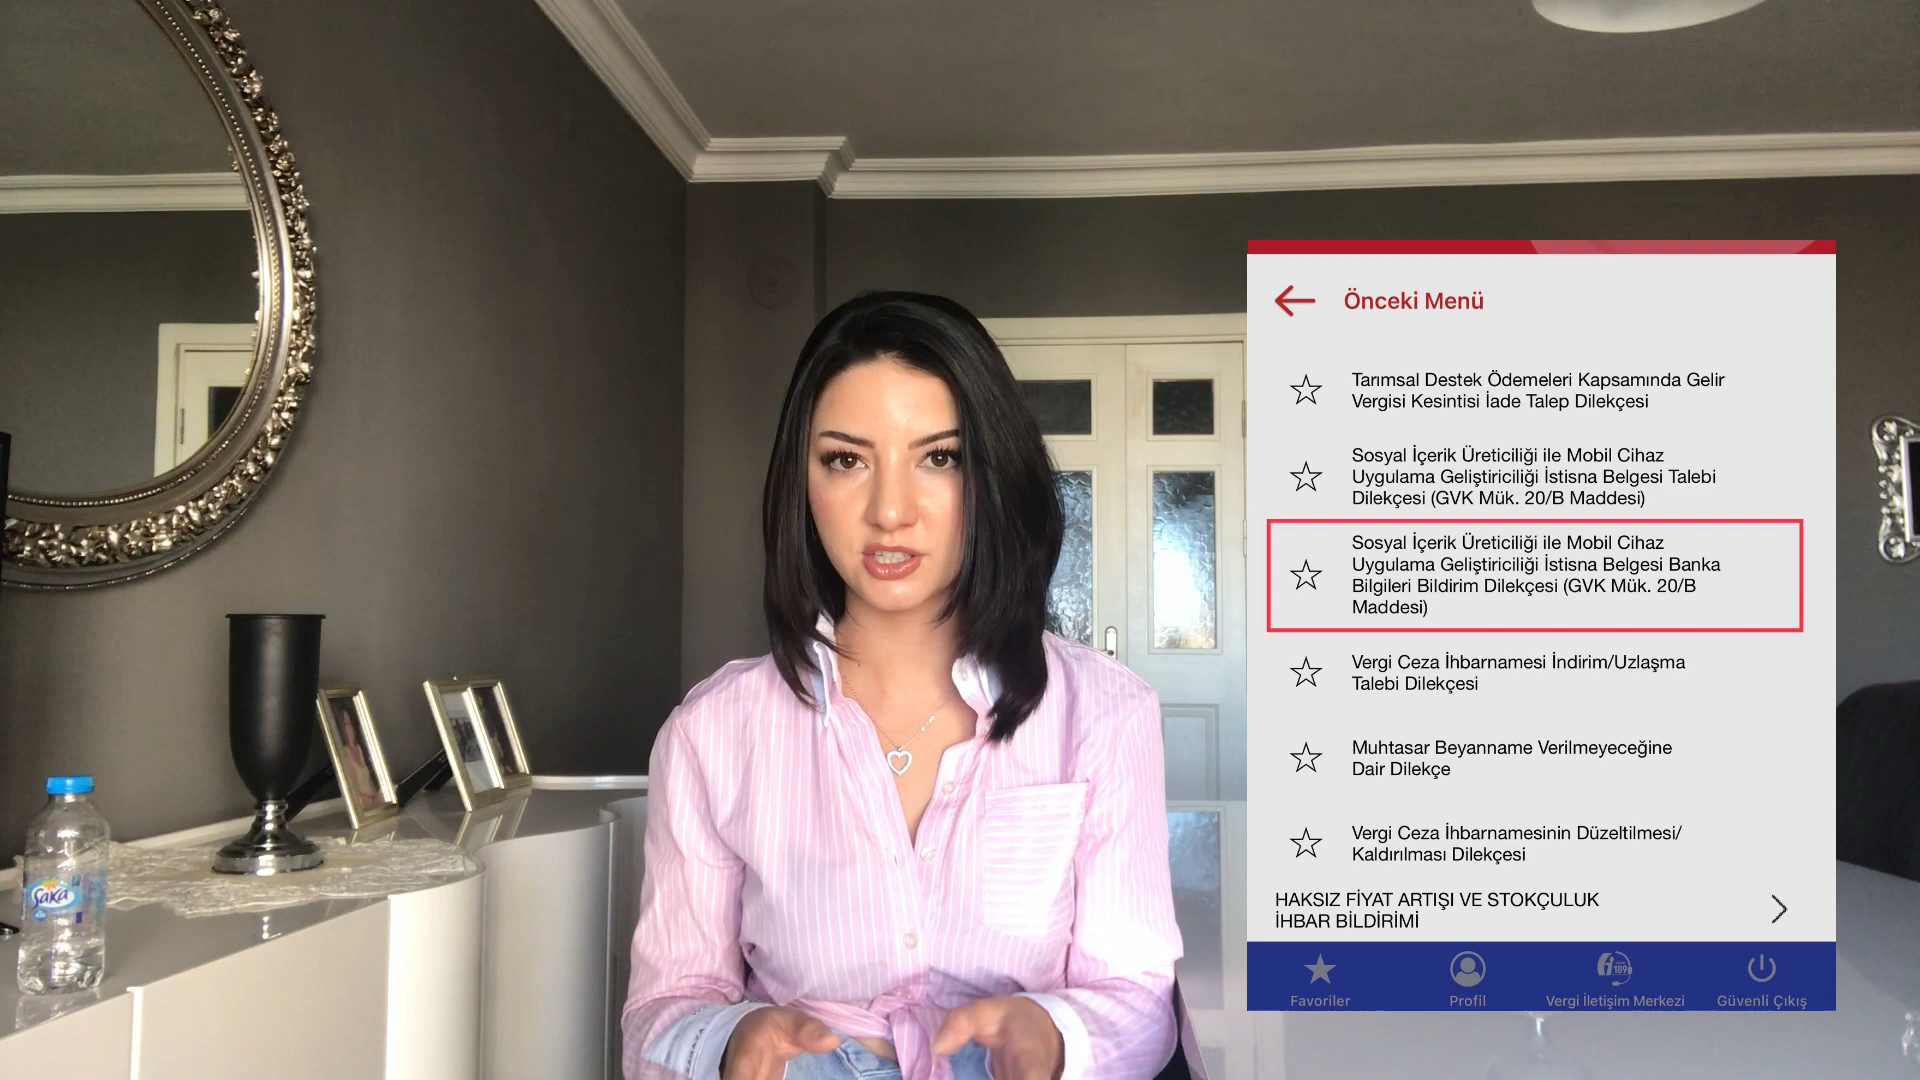 Saka
Önceki Menü
Tarımsal Destek Ödemeleri Kapsamında Gelir
Vergisi Kesintisi İade Talep Dilekçesi
Sosyal İçerik Üreticiliği ile Mobil Cihaz
Uygulama Geliştiriciliği İstisna Belgesi Talebi
Dilekçesi (GVK Mük. 20/B Maddesi)
Sosyal İçerik Üreticiliği ile Mobil Cihaz
Uygulama Geliştiriciliği İstisna Belgesi Banka
Bilgileri Bildirim Dilekçesi (GVK Mük. 20/B
Maddesi)
Vergi Ceza İhbarnamesi İndirim/Uzlaşma
Talebi Dilekçesi
Muhtasar Beyanname Verilmeyeceğine
Dair Dilekçe
Vergi Ceza İhbarnamesinin Düzeltilmesi/
Kaldırılması Dilekçesi
HAKSIZ FİYAT ARTIŞI VE STOKÇULUK
İHBAR BİLDİRİMİ
189
Favoriler
Profil
Vergi İletişim Merkezi
Güvenli Çıkış